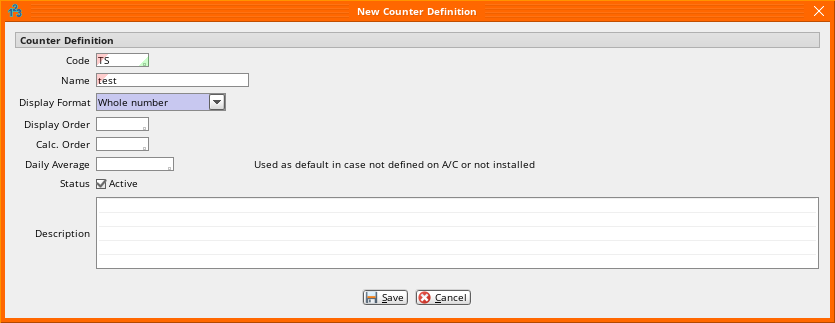 New Counter Definition
Counter Definition
Code TS
Name test
Display Format Whole number
Display Order
Calc. Order
Daily Average Used as default in case not defined on A/C or not installed
Status Active
Description
Save Cancel